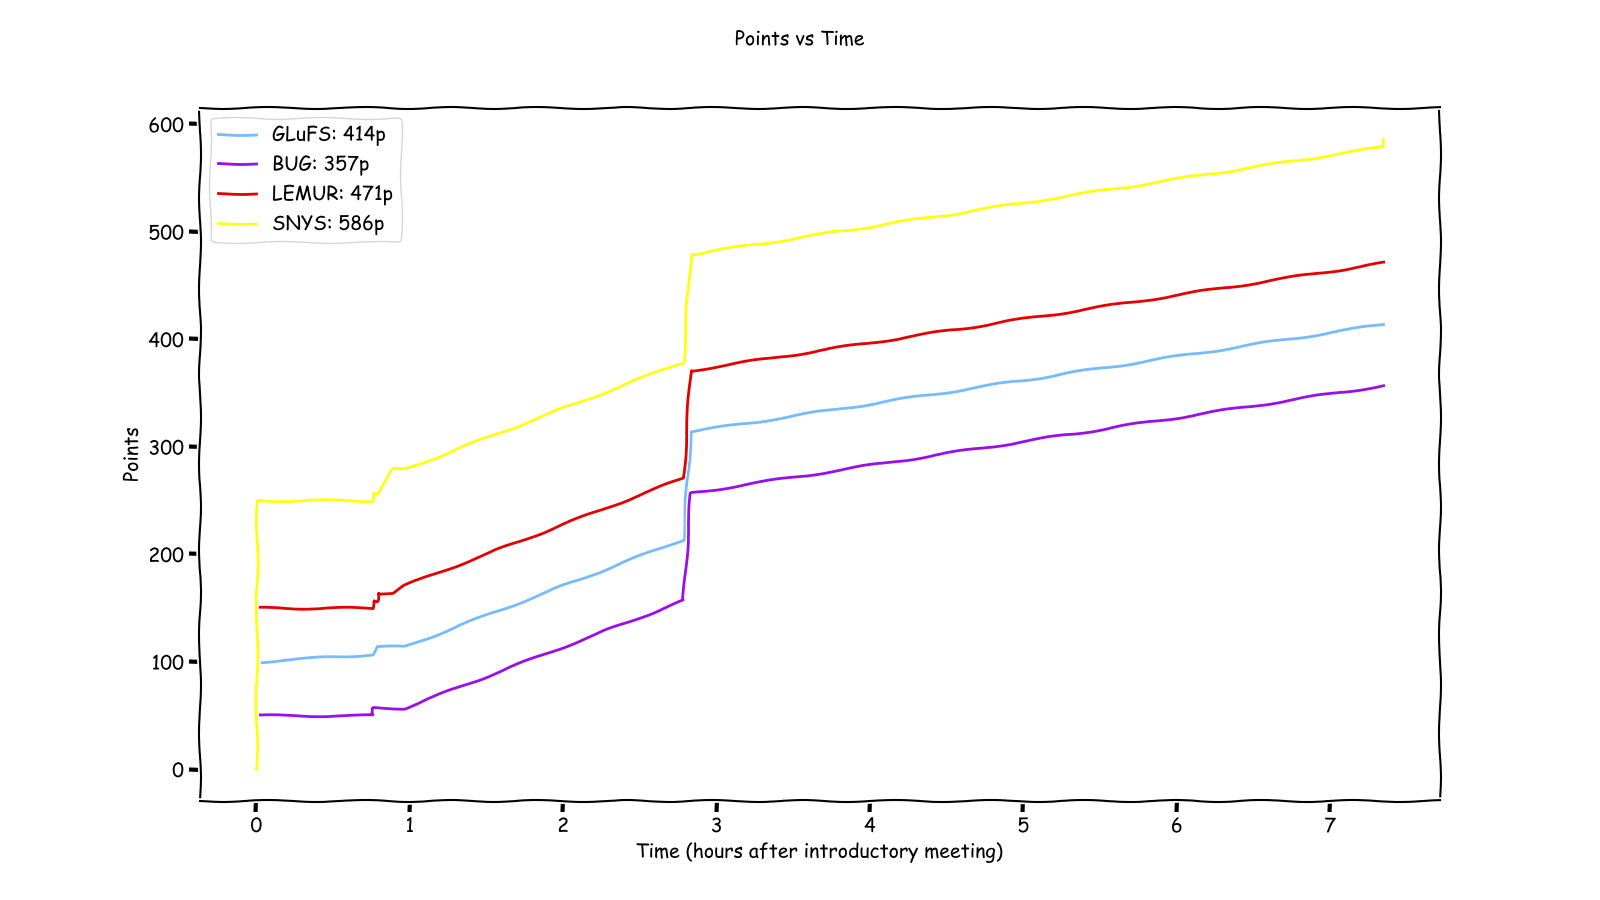 Points vs Time
GLuFS: 414p
BUG: 357p
LEMUR: 471p
SNYS: 586p
600
500
400
300
200
100
0
Points
0 1 2 3 4 5 6 7
Time (hours after introductory meeting)